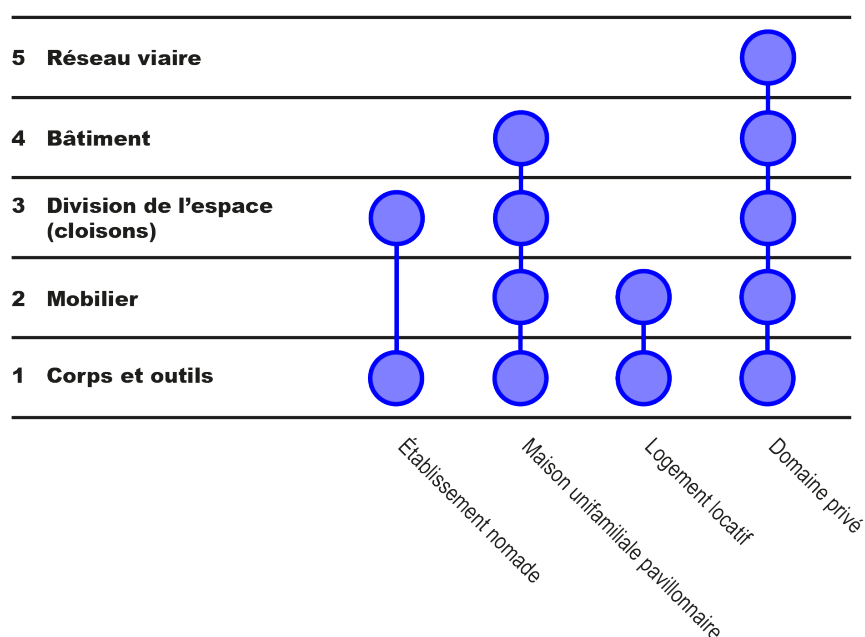 5 Réseau viaire
4 Bâtiment
3 Division de l’espace
(cloisons)
2 Mobilier
1 Corps et outils
Établissement nomade
Maison unifamiliale pavillonnaire
Logement locatif
Domaine privé